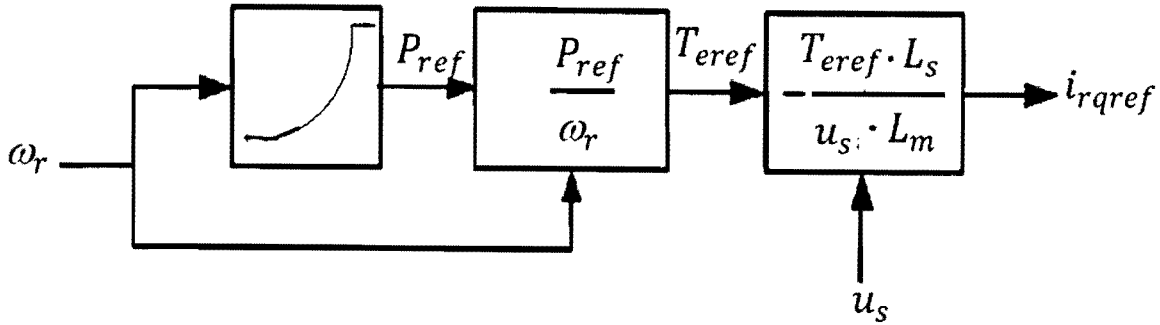 ω_r
P_ref
P_ref
ω_r
T_eref
- T_eref · L_s
u_s · L_m
i_rqref
u_s